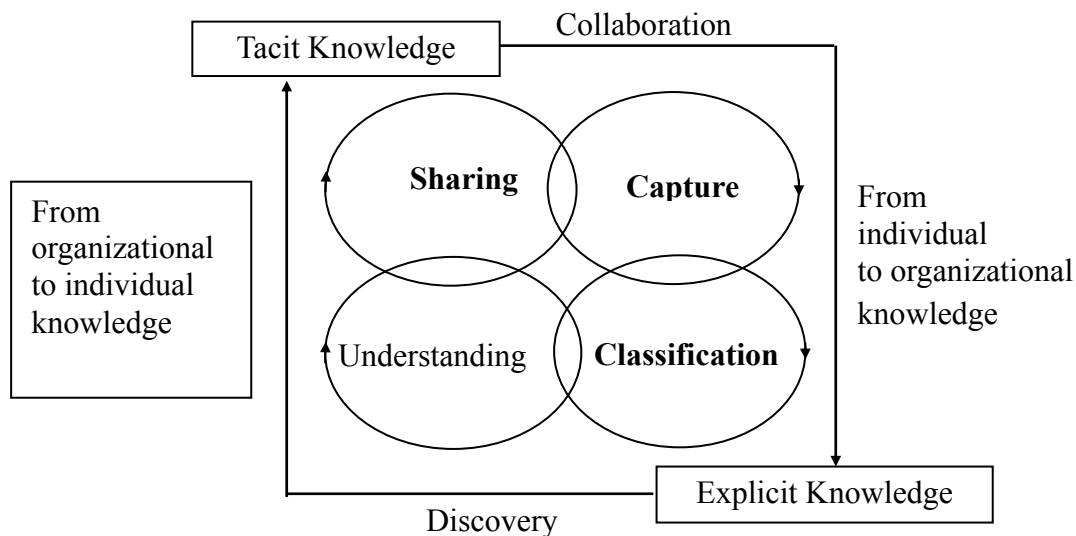 Collaboration
Tacit Knowledge
Sharing
Capture
From
organizational
to individual
knowledge
From
individual
to organizational
knowledge
Understanding
Classification
Explicit Knowledge
Discovery